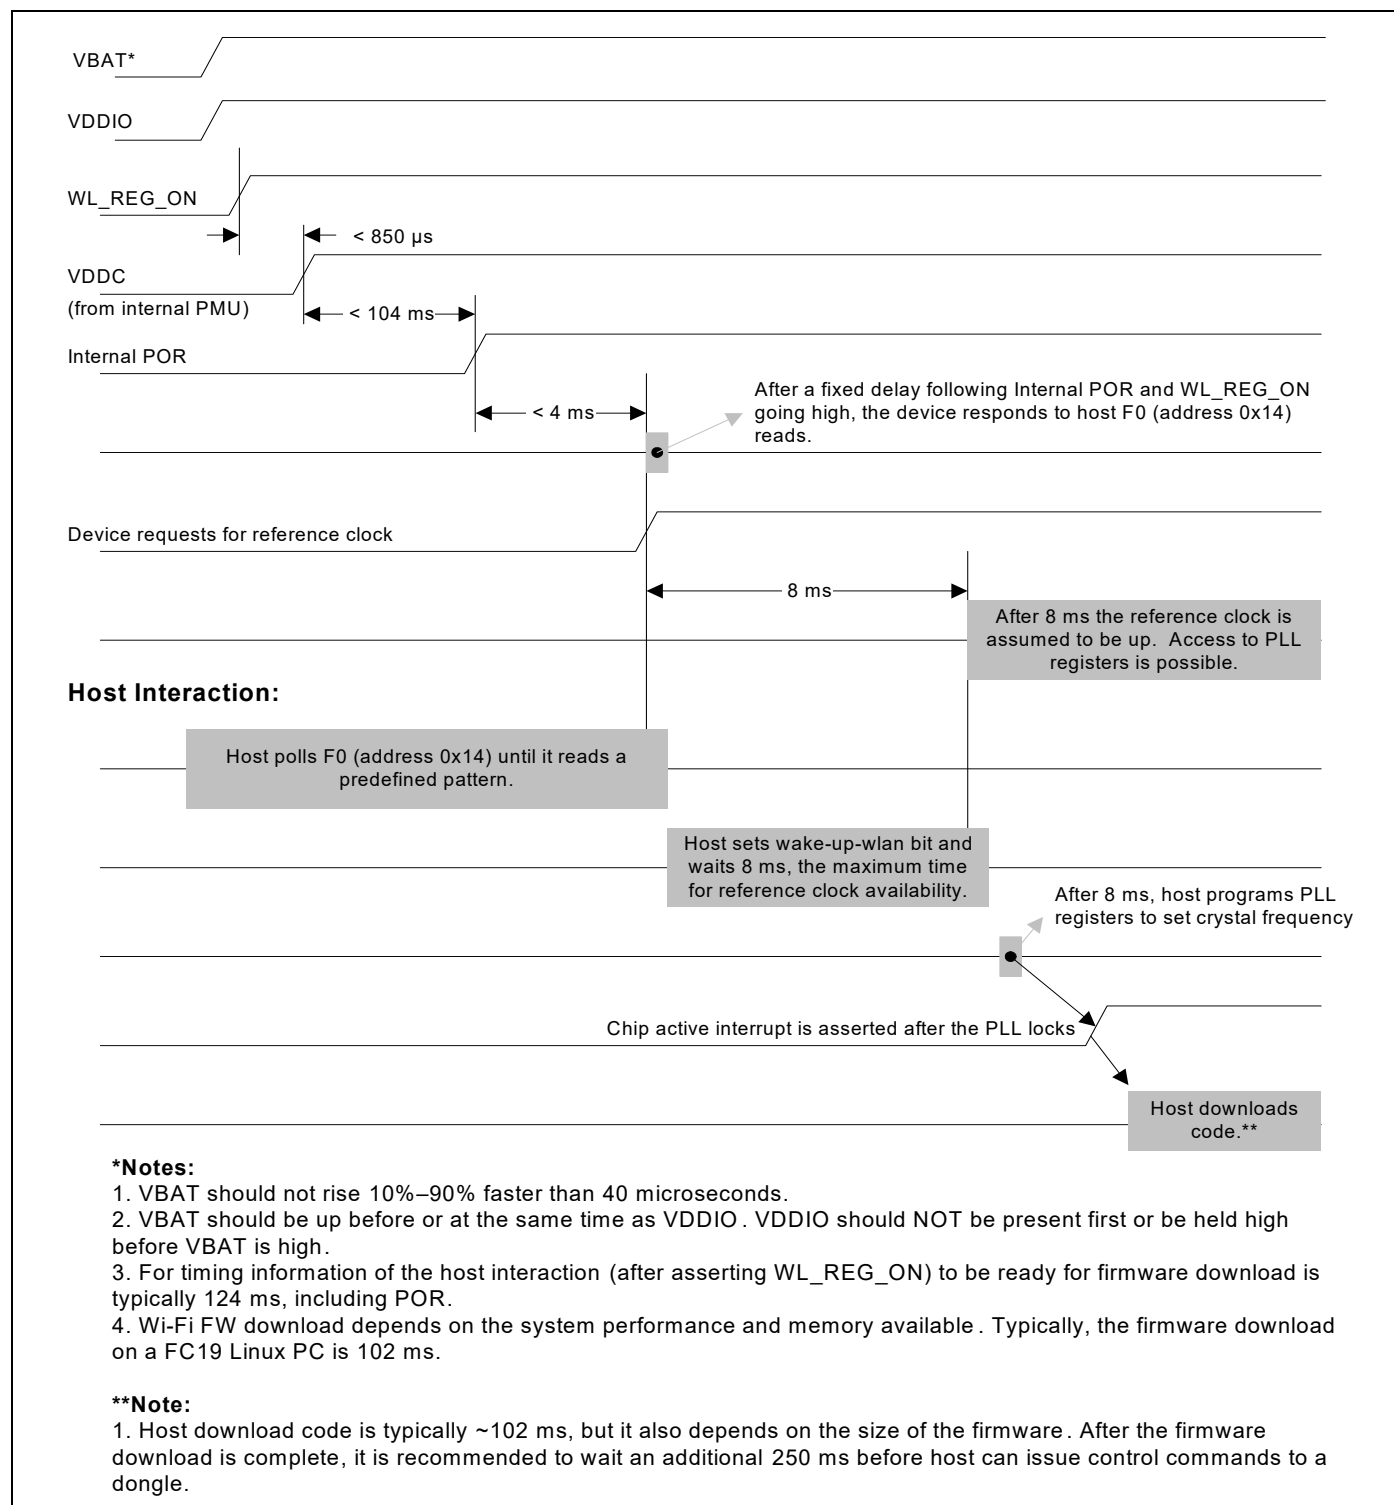 VBAT*
VDDIO
WL_REG_ON
< 850 µs
VDDC
(from internal PMU)
< 104 ms
Internal POR
After a fixed delay following Internal POR and WL_REG_ON
going high, the device responds to host F0 (address 0x14)
reads.
< 4 ms
Device requests for reference clock
8 ms
After 8 ms the reference clock is
assumed to be up. Access to PLL
registers is possible.
Host Interaction:
Host polls F0 (address 0x14) until it reads a
predefined pattern.
Host sets wake-up-wlan bit and
waits 8 ms, the maximum time
for reference clock availability.
After 8 ms, host programs PLL
registers to set crystal frequency
Chip active interrupt is asserted after the PLL locks
Host downloads
code.**
*Notes:
1. VBAT should not rise 10%–90% faster than 40 microseconds.
2. VBAT should be up before or at the same time as VDDIO. VDDIO should NOT be present first or be held high
before VBAT is high.
3. For timing information of the host interaction (after asserting WL_REG_ON) to be ready for firmware download is
typically 124 ms, including POR.
4. Wi-Fi FW download depends on the system performance and memory available. Typically, the firmware download
on a FC19 Linux PC is 102 ms.
**Note:
1. Host download code is typically ~102 ms, but it also depends on the size of the firmware. After the firmware
download is complete, it is recommended to wait an additional 250 ms before host can issue control commands to a
dongle.